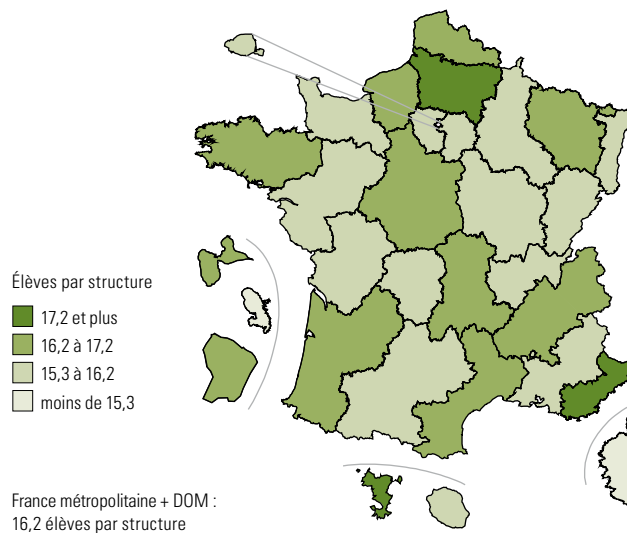 Élèves par structure
17,2 et plus
16,2 à 17,2
15,3 à 16,2
moins de 15,3
France métropolitaine + DOM :
16,2 élèves par structure